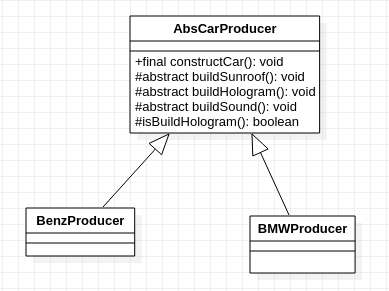 AbsCarProducer
+final constructCar(): void
#abstract buildSunroof(): void
#abstract buildHologram(): void
#abstract buildSound(): void
#isBuildHologram(): boolean
BenzProducer
BMWProducer